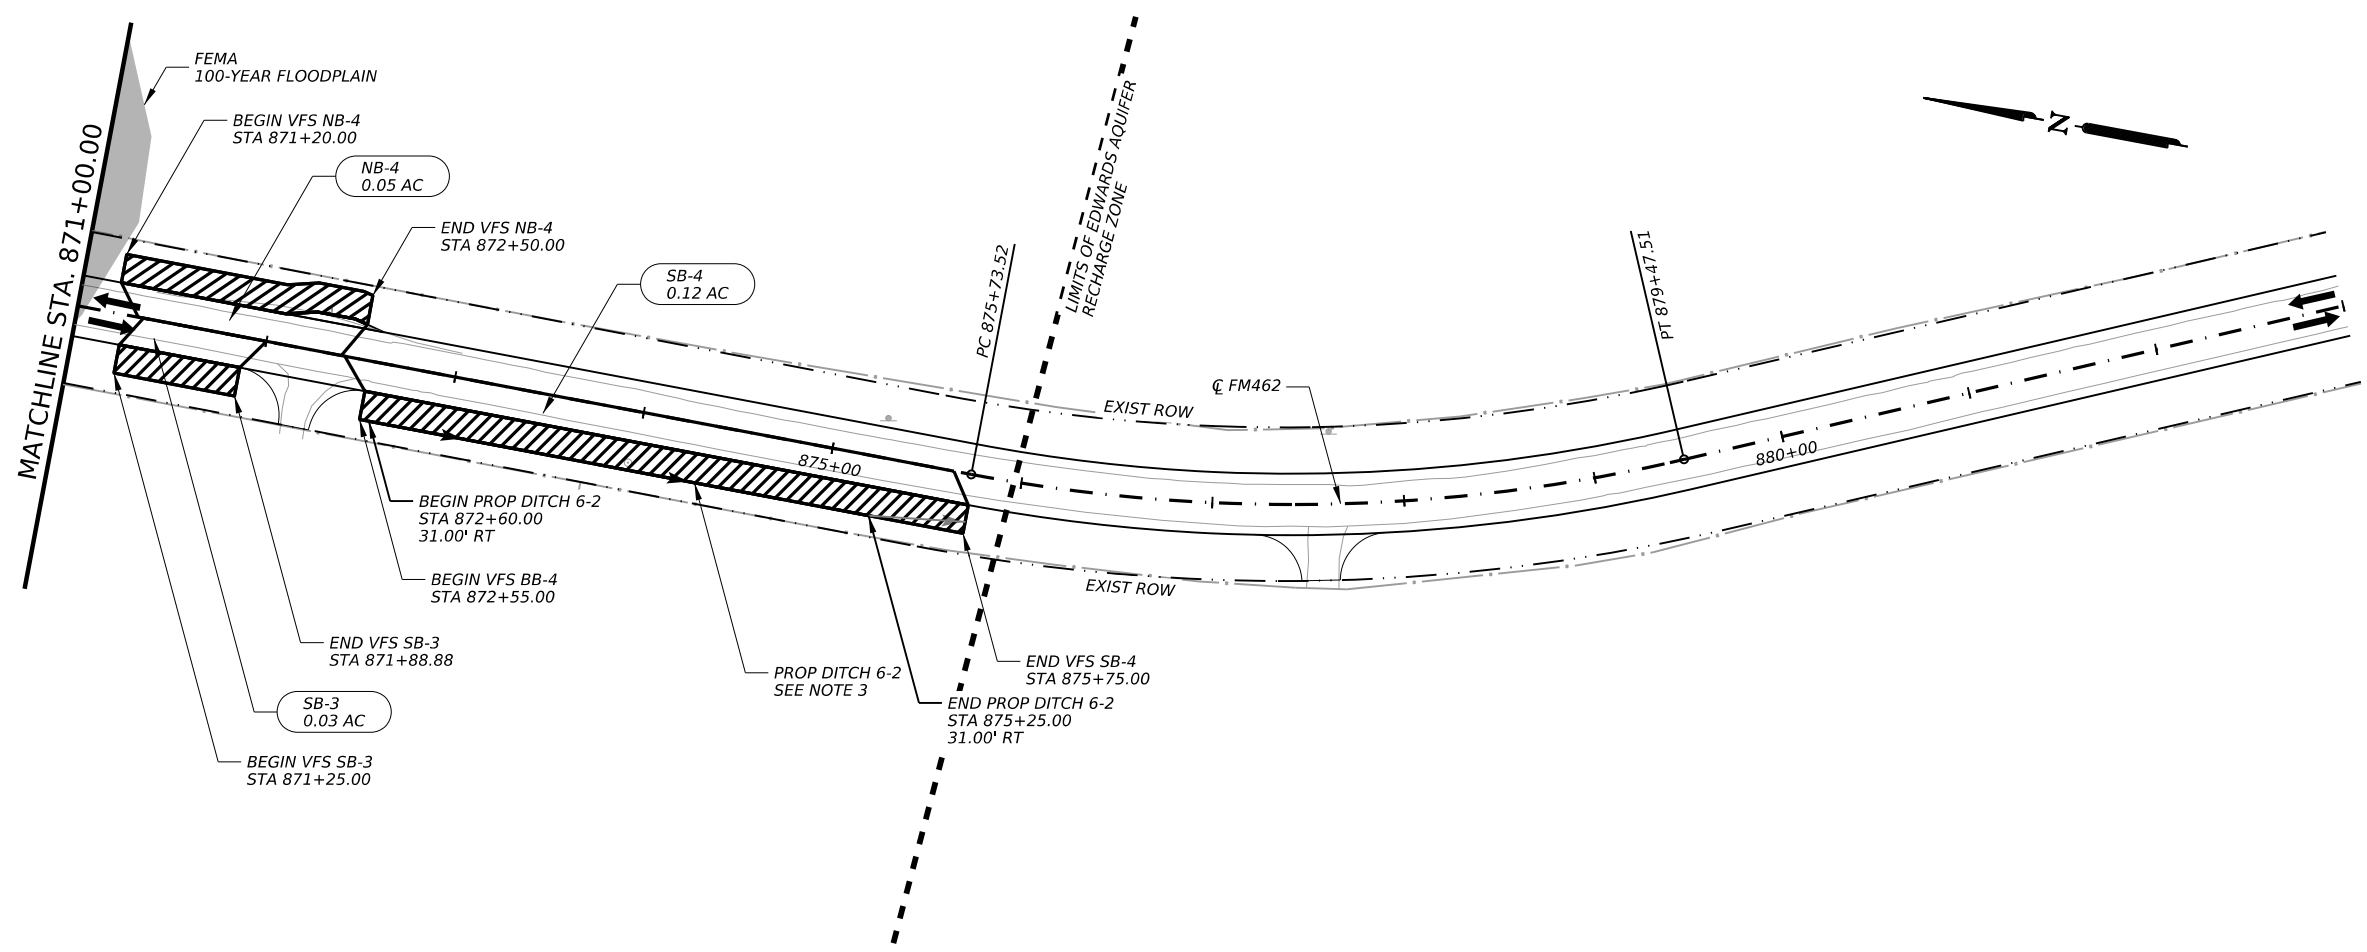 FEMA
100-YEAR FLOODPLAIN
BEGIN VFS NB-4
STA 871+20.00
NB-4
0.05 AC
END VFS NB-4
STA 872+50.00
SB-4
0.12 AC
MATCHLINE STA. 871+00.00
LIMITS OF EDWARDS AQUIFER
RECHARGE ZONE
PC 875+73.52
PT 879+47.51
N
℄ FM462
EXIST ROW
875+00
880+00
EXIST ROW
BEGIN PROP DITCH 6-2
STA 872+60.00
31.00' RT
BEGIN VFS BB-4
STA 872+55.00
END VFS SB-3
STA 871+88.88
SB-3
0.03 AC
BEGIN VFS SB-3
STA 871+25.00
PROP DITCH 6-2
SEE NOTE 3
END VFS SB-4
STA 875+75.00
END PROP DITCH 6-2
STA 875+25.00
31.00' RT